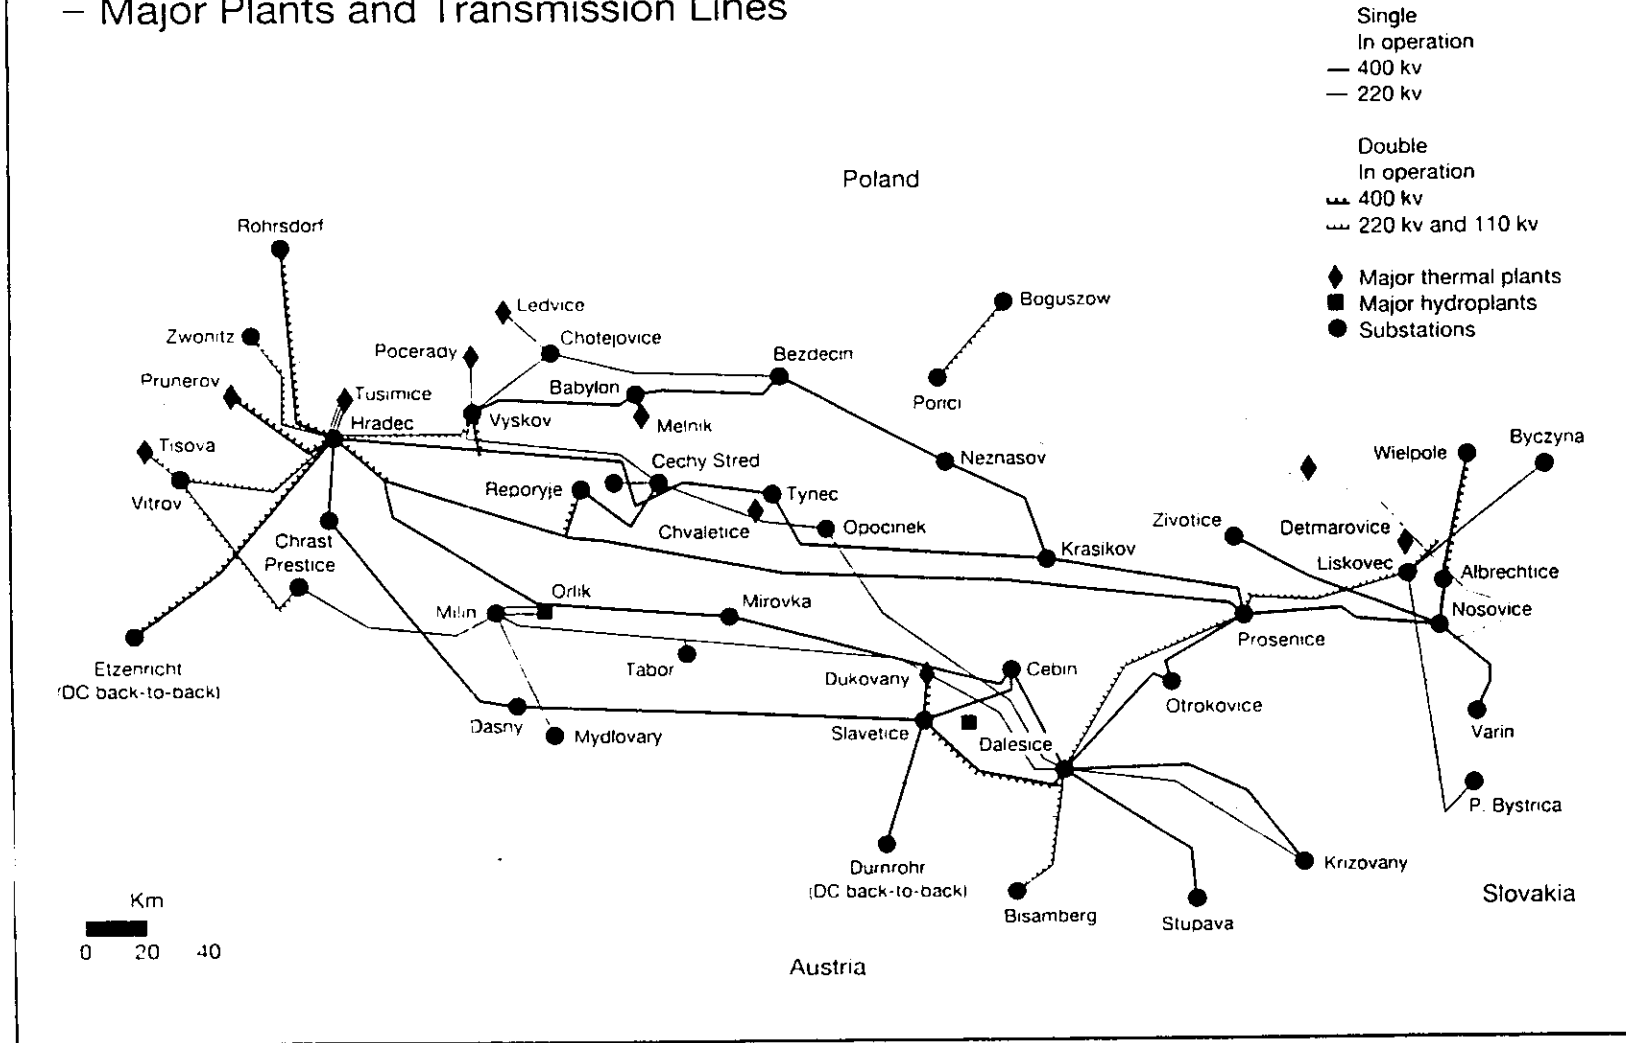 – Major Plants and Transmission Lines
Single
In operation
400 kv
220 kv
Double
In operation
400 kv
220 kv and 110 kv
Major thermal plants
Major hydroplants
Substations
Poland
Rohrsdorf
Zwonitz
Prunerov
Tusimice
Hradec
Tisova
Vitrov
Ledvice
Chotejovice
Pocerady
Babylon
Vyskov
Melnik
Bezdecin
Boguszow
Porici
Neznasov
Cechy Stred
Reporyje
Tynec
Chvaletice
Opocinek
Krasikov
Zivotice
Wielpole
Byczyna
Detmarovice
Liskovec
Albrechtice
Nosovice
Chrast
Prestice
Milin
Orlik
Mirovka
Tabor
Prosenice
Etzenricht
(DC back-to-back)
Dasny
Mydlovary
Dukovany
Cebin
Slavetice
Dalesice
Otrokovice
Varin
P. Bystrica
Durnrohr
(DC back-to-back)
Bisamberg
Stupava
Krizovany
Slovakia
Austria
Km
0 20 40